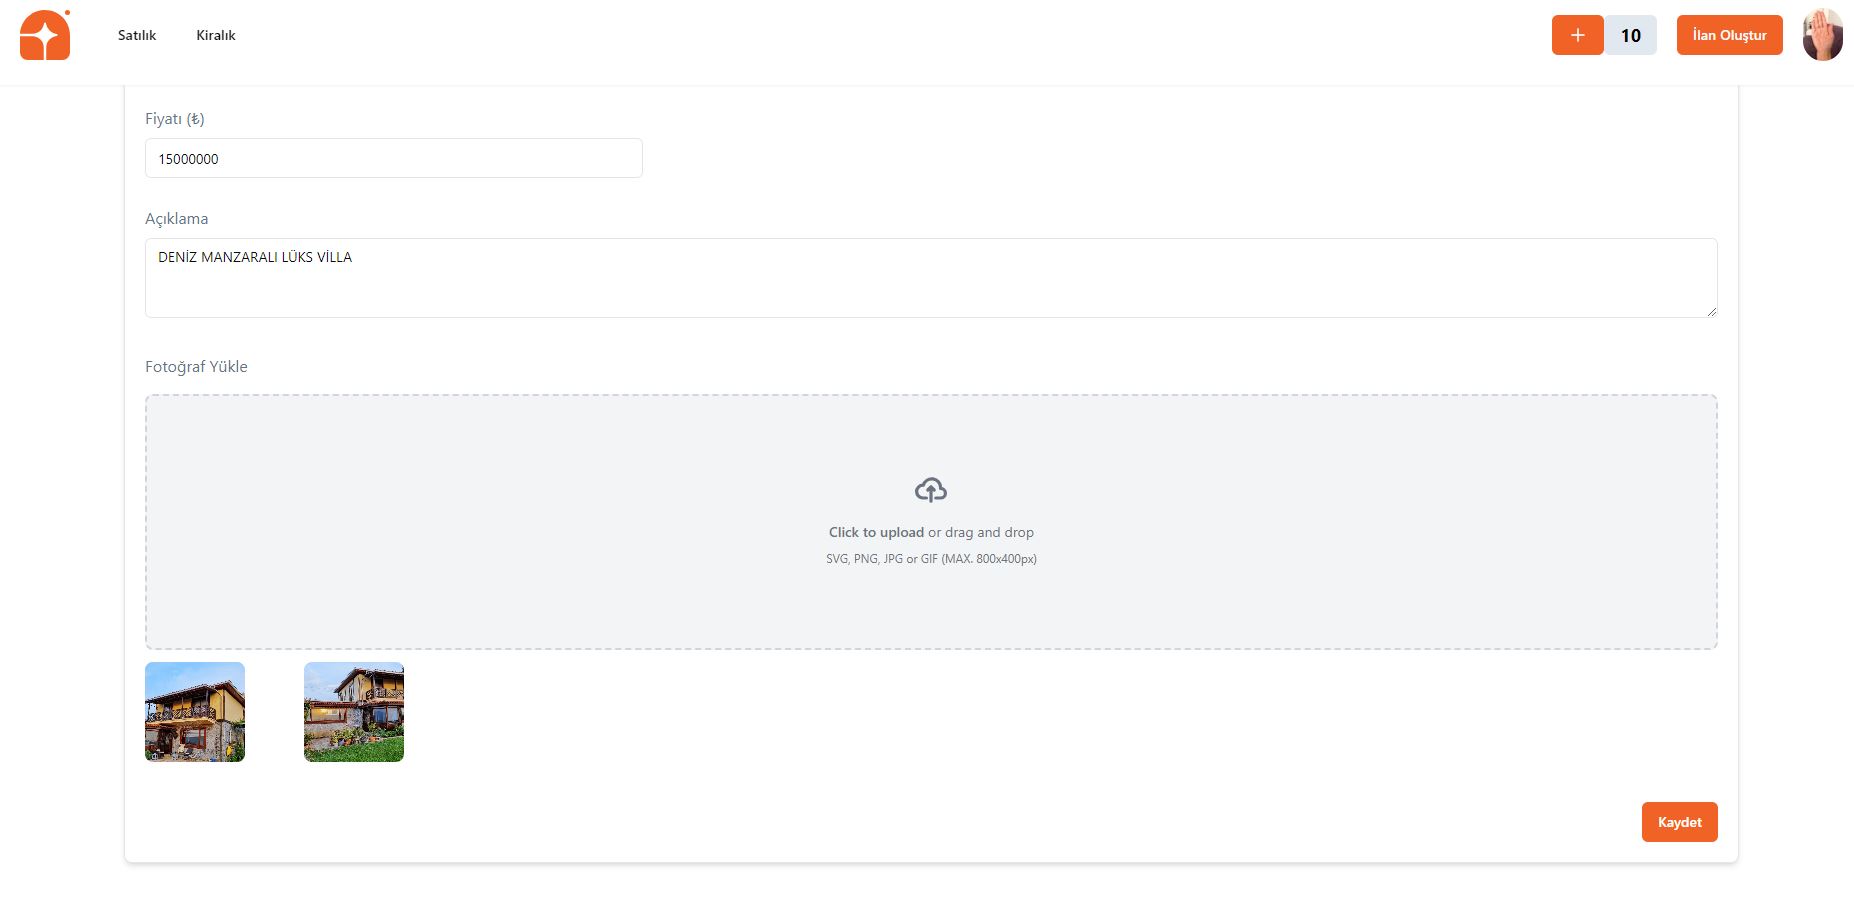 Satılık
Kiralık
+
10
İlan Oluştur
Fiyatı (₺)
15000000
Açıklama
DENİZ MANZARALI LÜKS VİLLA
Fotoğraf Yükle
Click to upload or drag and drop
SVG, PNG, JPG or GIF (MAX. 800x400px)
Kaydet